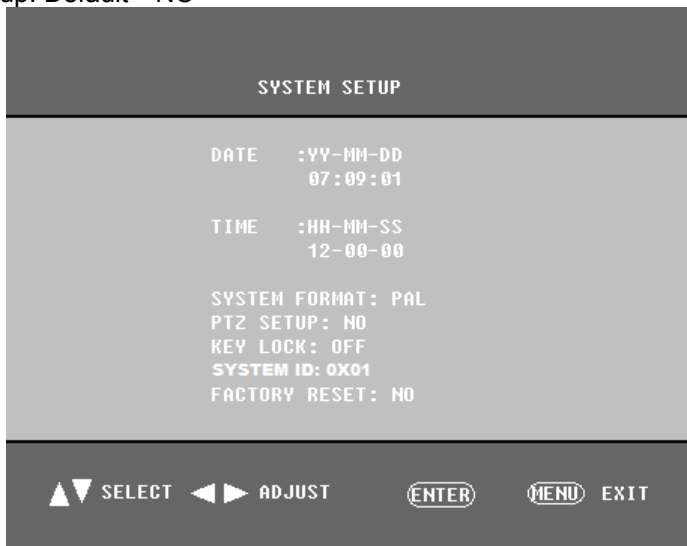 up. Default - NO
SYSTEM SETUP
DATE :YY-MM-DD
07:09:01
TIME :HH-MM-SS
12-00-00
SYSTEM FORMAT: PAL
PTZ SETUP: NO
KEY LOCK: OFF
SYSTEM ID: 0X01
FACTORY RESET: NO
SELECT ADJUST ENTER MENU EXIT